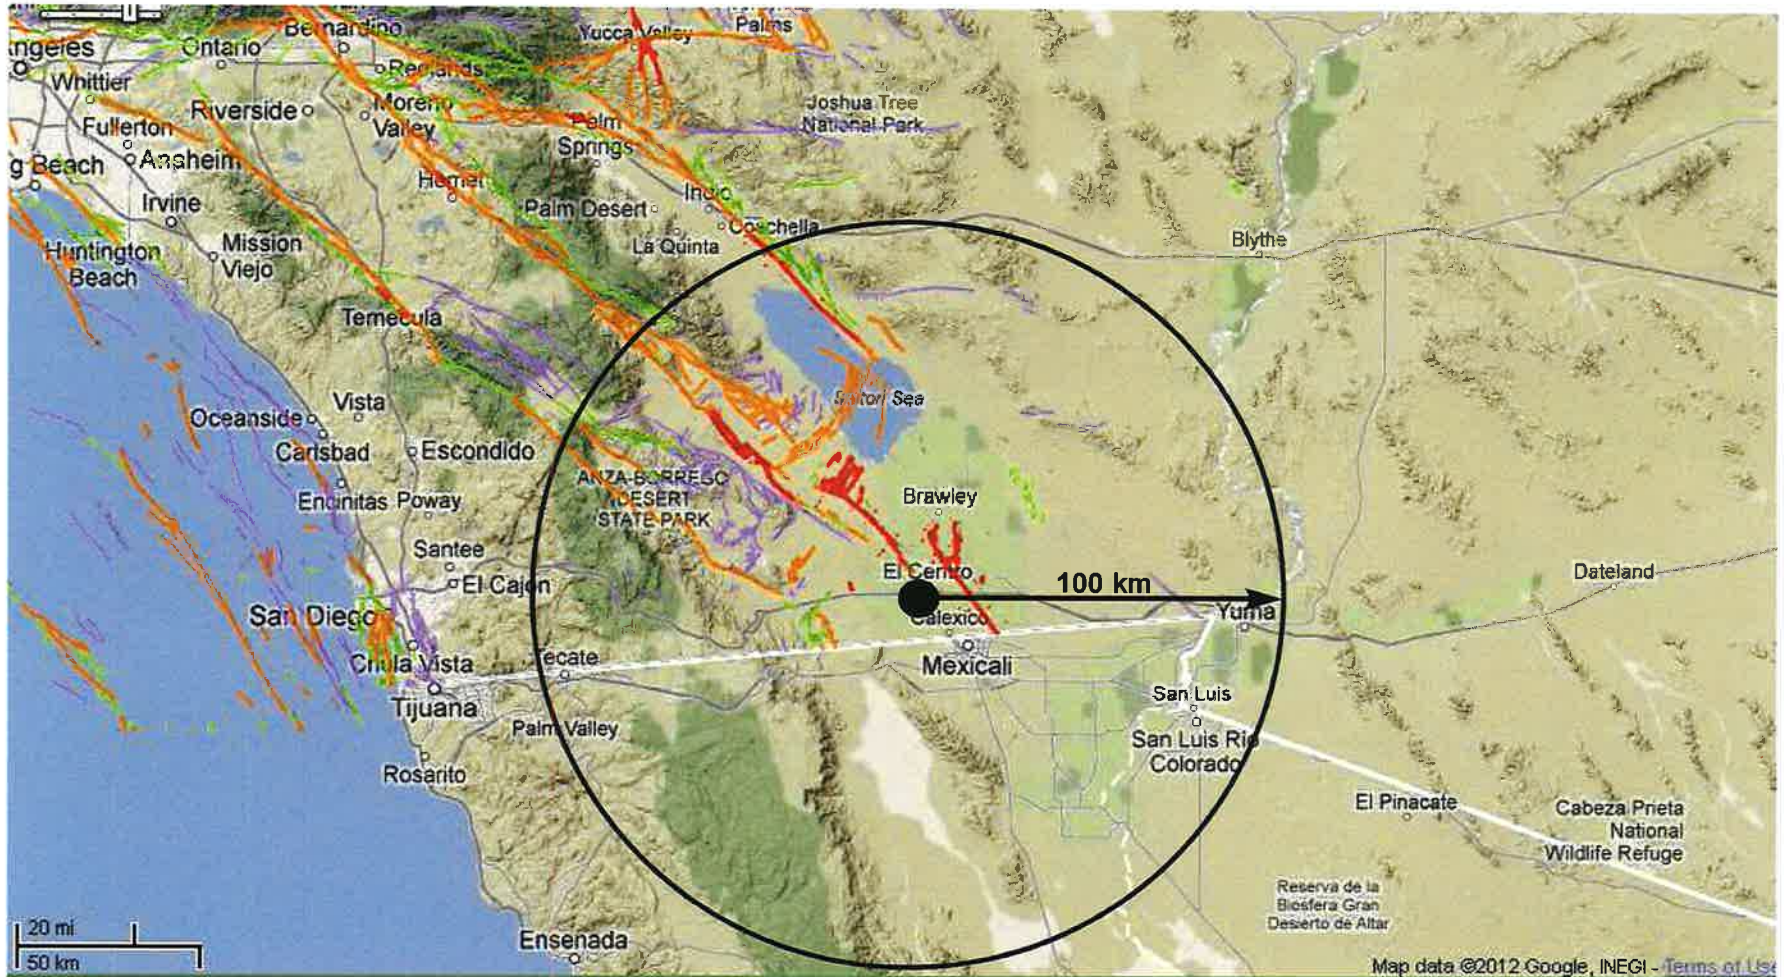 Bernardino
Yucca Valley
Palms
Angeles
Ontario
Redlands
Whittier
Riverside
Moreno
Valley
Joshua Tree
National Park
Fullerton
Palm
Springs
Anaheim
g Beach
Hemet
Indio
Irvine
Palm Desert
Coachella
La Quinta
Mission
Viejo
Huntington
Beach
Blythe
Temecula
Salton Sea
Vista
Oceanside
Carlsbad
Escondido
ANZA-BORREGO
DESERT
STATE PARK
Encinitas
Poway
Brawley
Santee
El Cajon
El Centro
100 km
Dateland
San Diego
Calexico
Yuma
Chula Vista
Tecate
Mexicali
Tijuana
San Luis
Palm Valley
San Luis Rio
Colorado
Rosarito
El Pinacate
Cabeza Prieta
National
Wildlife Refuge
Reserva de la
Biosfera Gran
Desierto de Altar
Ensenada
20 mi
50 km
Map data ©2012 Google, INEGI - Terms of Use